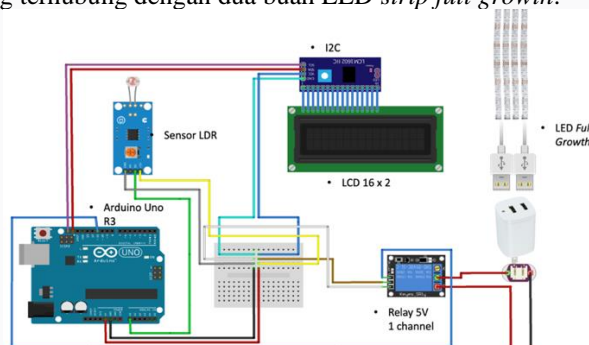 g terhubung dengan dua buah LED strip full growth.
• I2C
• Sensor LDR
• LED Full
Growth
• LCD 16 x 2
• Arduino Uno
R3
UNO
• Relay 5V
1 channel